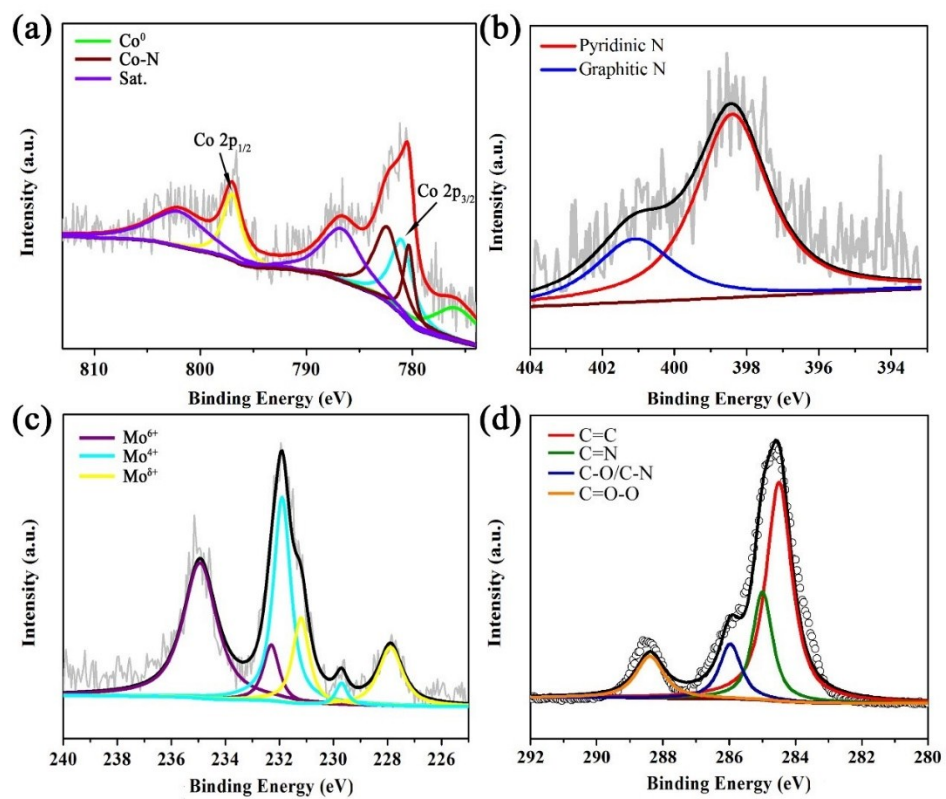 (a)
Co⁰
Co-N
Sat.
Co 2p₁/₂
Co 2p₃/₂
Intensity (a.u.)
810 800 790 780
Binding Energy (eV)
(b)
Pyridinic N
Graphitic N
Intensity (a.u.)
404 402 400 398 396 394
Binding Energy (eV)
(c)
Mo⁶⁺
Mo⁴⁺
Mo^δ+
Intensity (a.u.)
240 238 236 234 232 230 228 226
Binding Energy (eV)
(d)
C=C
C=N
C-O/C-N
C=O-O
Intensity (a.u.)
292 290 288 286 284 282 280
Binding Energy (eV)